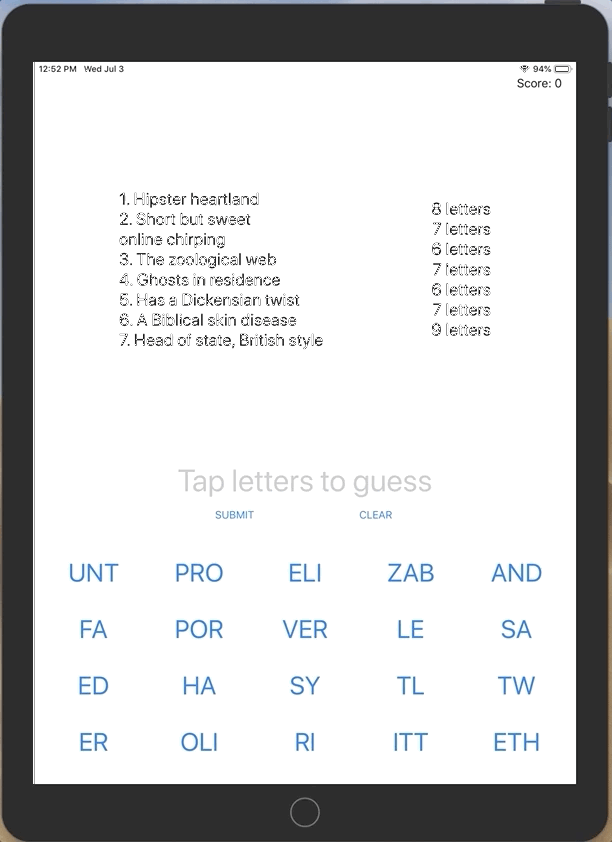 12:52 PM Wed Jul 3
94%
Score: 0
1. Hipster heartland
2. Short but sweet
online chirping
3. The zoological web
4. Ghosts in residence
5. Has a Dickensian twist
6. A Biblical skin disease
7. Head of state, British style
8 letters
7 letters
6 letters
7 letters
6 letters
7 letters
9 letters
Tap letters to guess
SUBMIT CLEAR
UNT PRO ELI ZAB AND
FA POR VER LE SA
ED HA SY TL TW
ER OLI RI ITT ETH